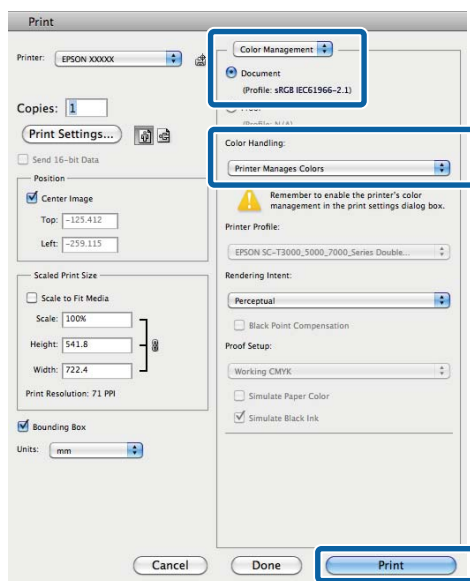 Print
Printer: EPSON XXXXX
Copies: 1
Print Settings...
Send 16-bit Data
Position
Center Image
Top: -125.412
Left: -259.115
Scaled Print Size
Scale to Fit Media
Scale: 100%
Height: 541.8
Width: 722.4
Print Resolution: 71 PPI
Bounding Box
Units: mm
Color Management
Document
(Profile: sRGB IEC61966-2.1)
Color Handling:
Printer Manages Colors
Remember to enable the printer's color
management in the print settings dialog box.
Printer Profile:
EPSON SC-T3000_5000_7000_Series Double...
Rendering Intent:
Perceptual
Black Point Compensation
Proof Setup:
Working CMYK
Simulate Paper Color
Simulate Black Ink
Cancel
Done
Print